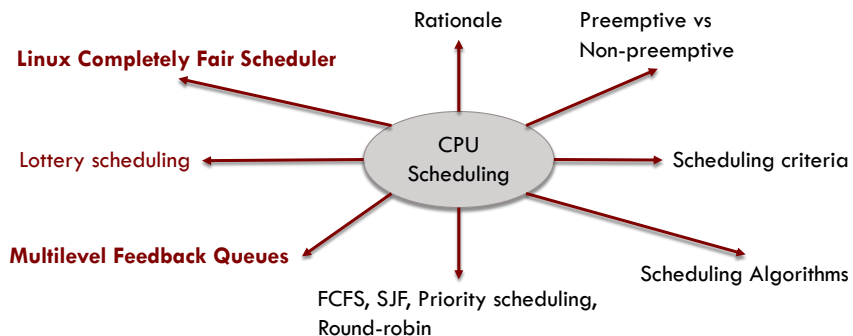 Rationale
Preemptive vs
Non-preemptive
Linux Completely Fair Scheduler
CPU
Scheduling
Lottery scheduling
Scheduling criteria
Multilevel Feedback Queues
Scheduling Algorithms
FCFS, SJF, Priority scheduling,
Round-robin